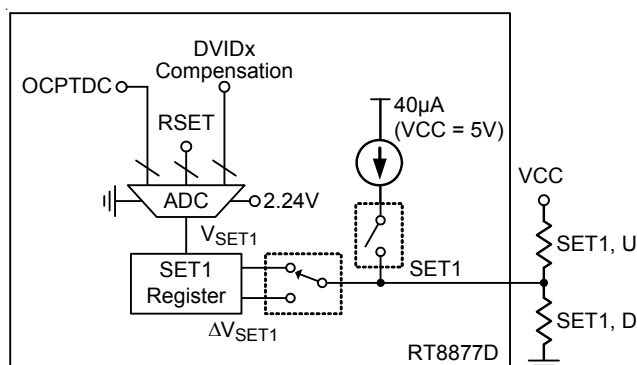 DVIDx
Compensation
OCPTDC
RSET
40µA
(VCC = 5V)
VCC
ADC
2.24V
VSET1
SET1, U
SET1
Register
SET1
ΔVSET1
SET1, D
RT8877D